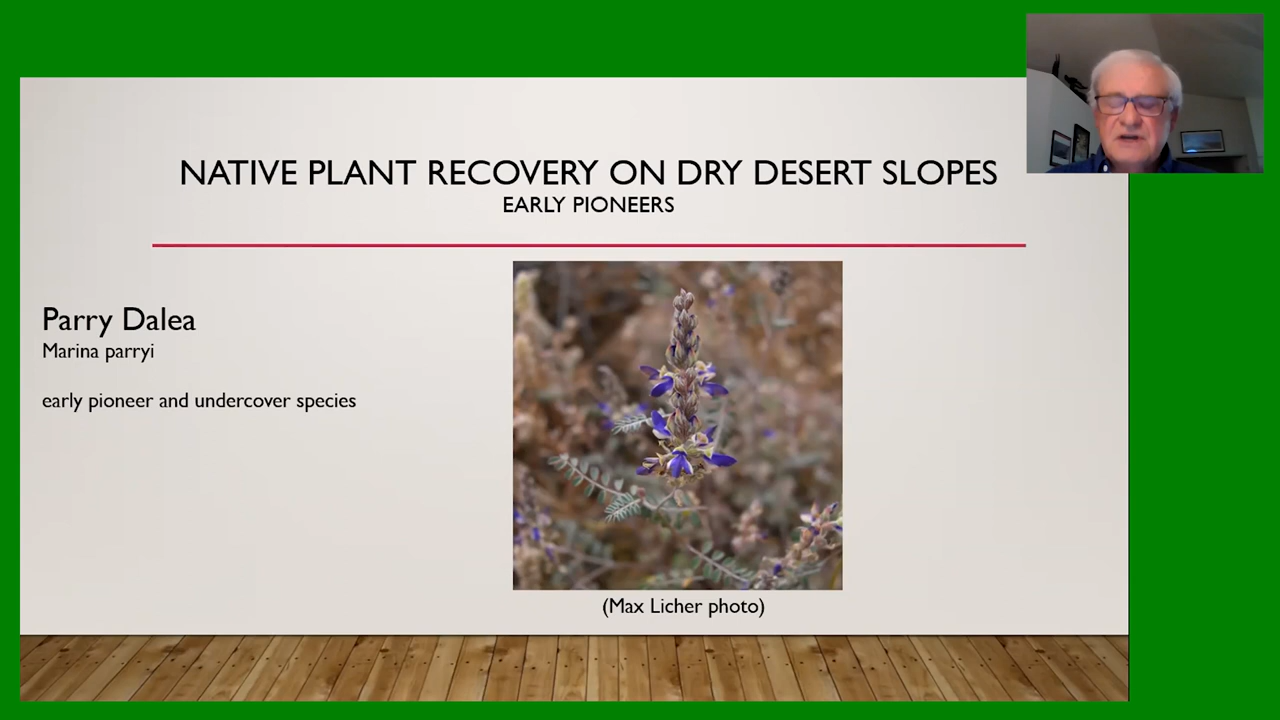 NATIVE PLANT RECOVERY ON DRY DESERT SLOPES
EARLY PIONEERS
Parry Dalea
Marina parryi
early pioneer and undercover species
(Max Licher photo)